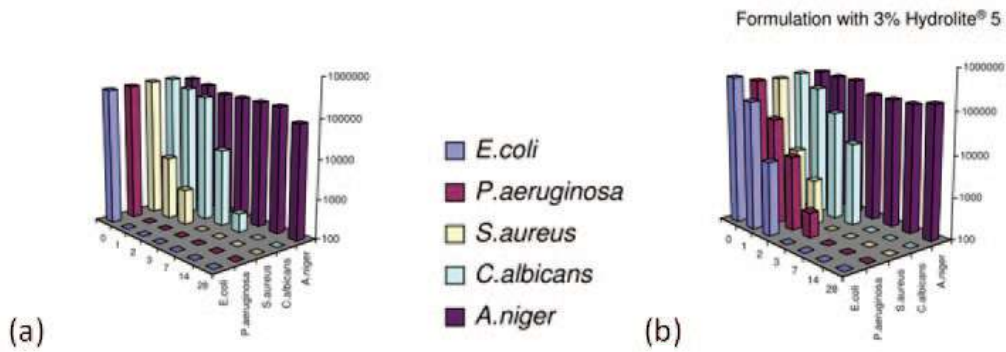 Formulation with 3% Hydrolite® 5
1000000
100000
10000
1000
100
0
1
2
3
7
14
28
E.coli
P.aeruginosa
S.aureus
C.albicans
A.niger
(a)
E.coli
P.aeruginosa
S.aureus
C.albicans
A.niger
1000000
100000
10000
1000
100
0
1
2
3
7
14
28
E.coli
P.aeruginosa
S.aureus
C.albicans
A.niger
(b)